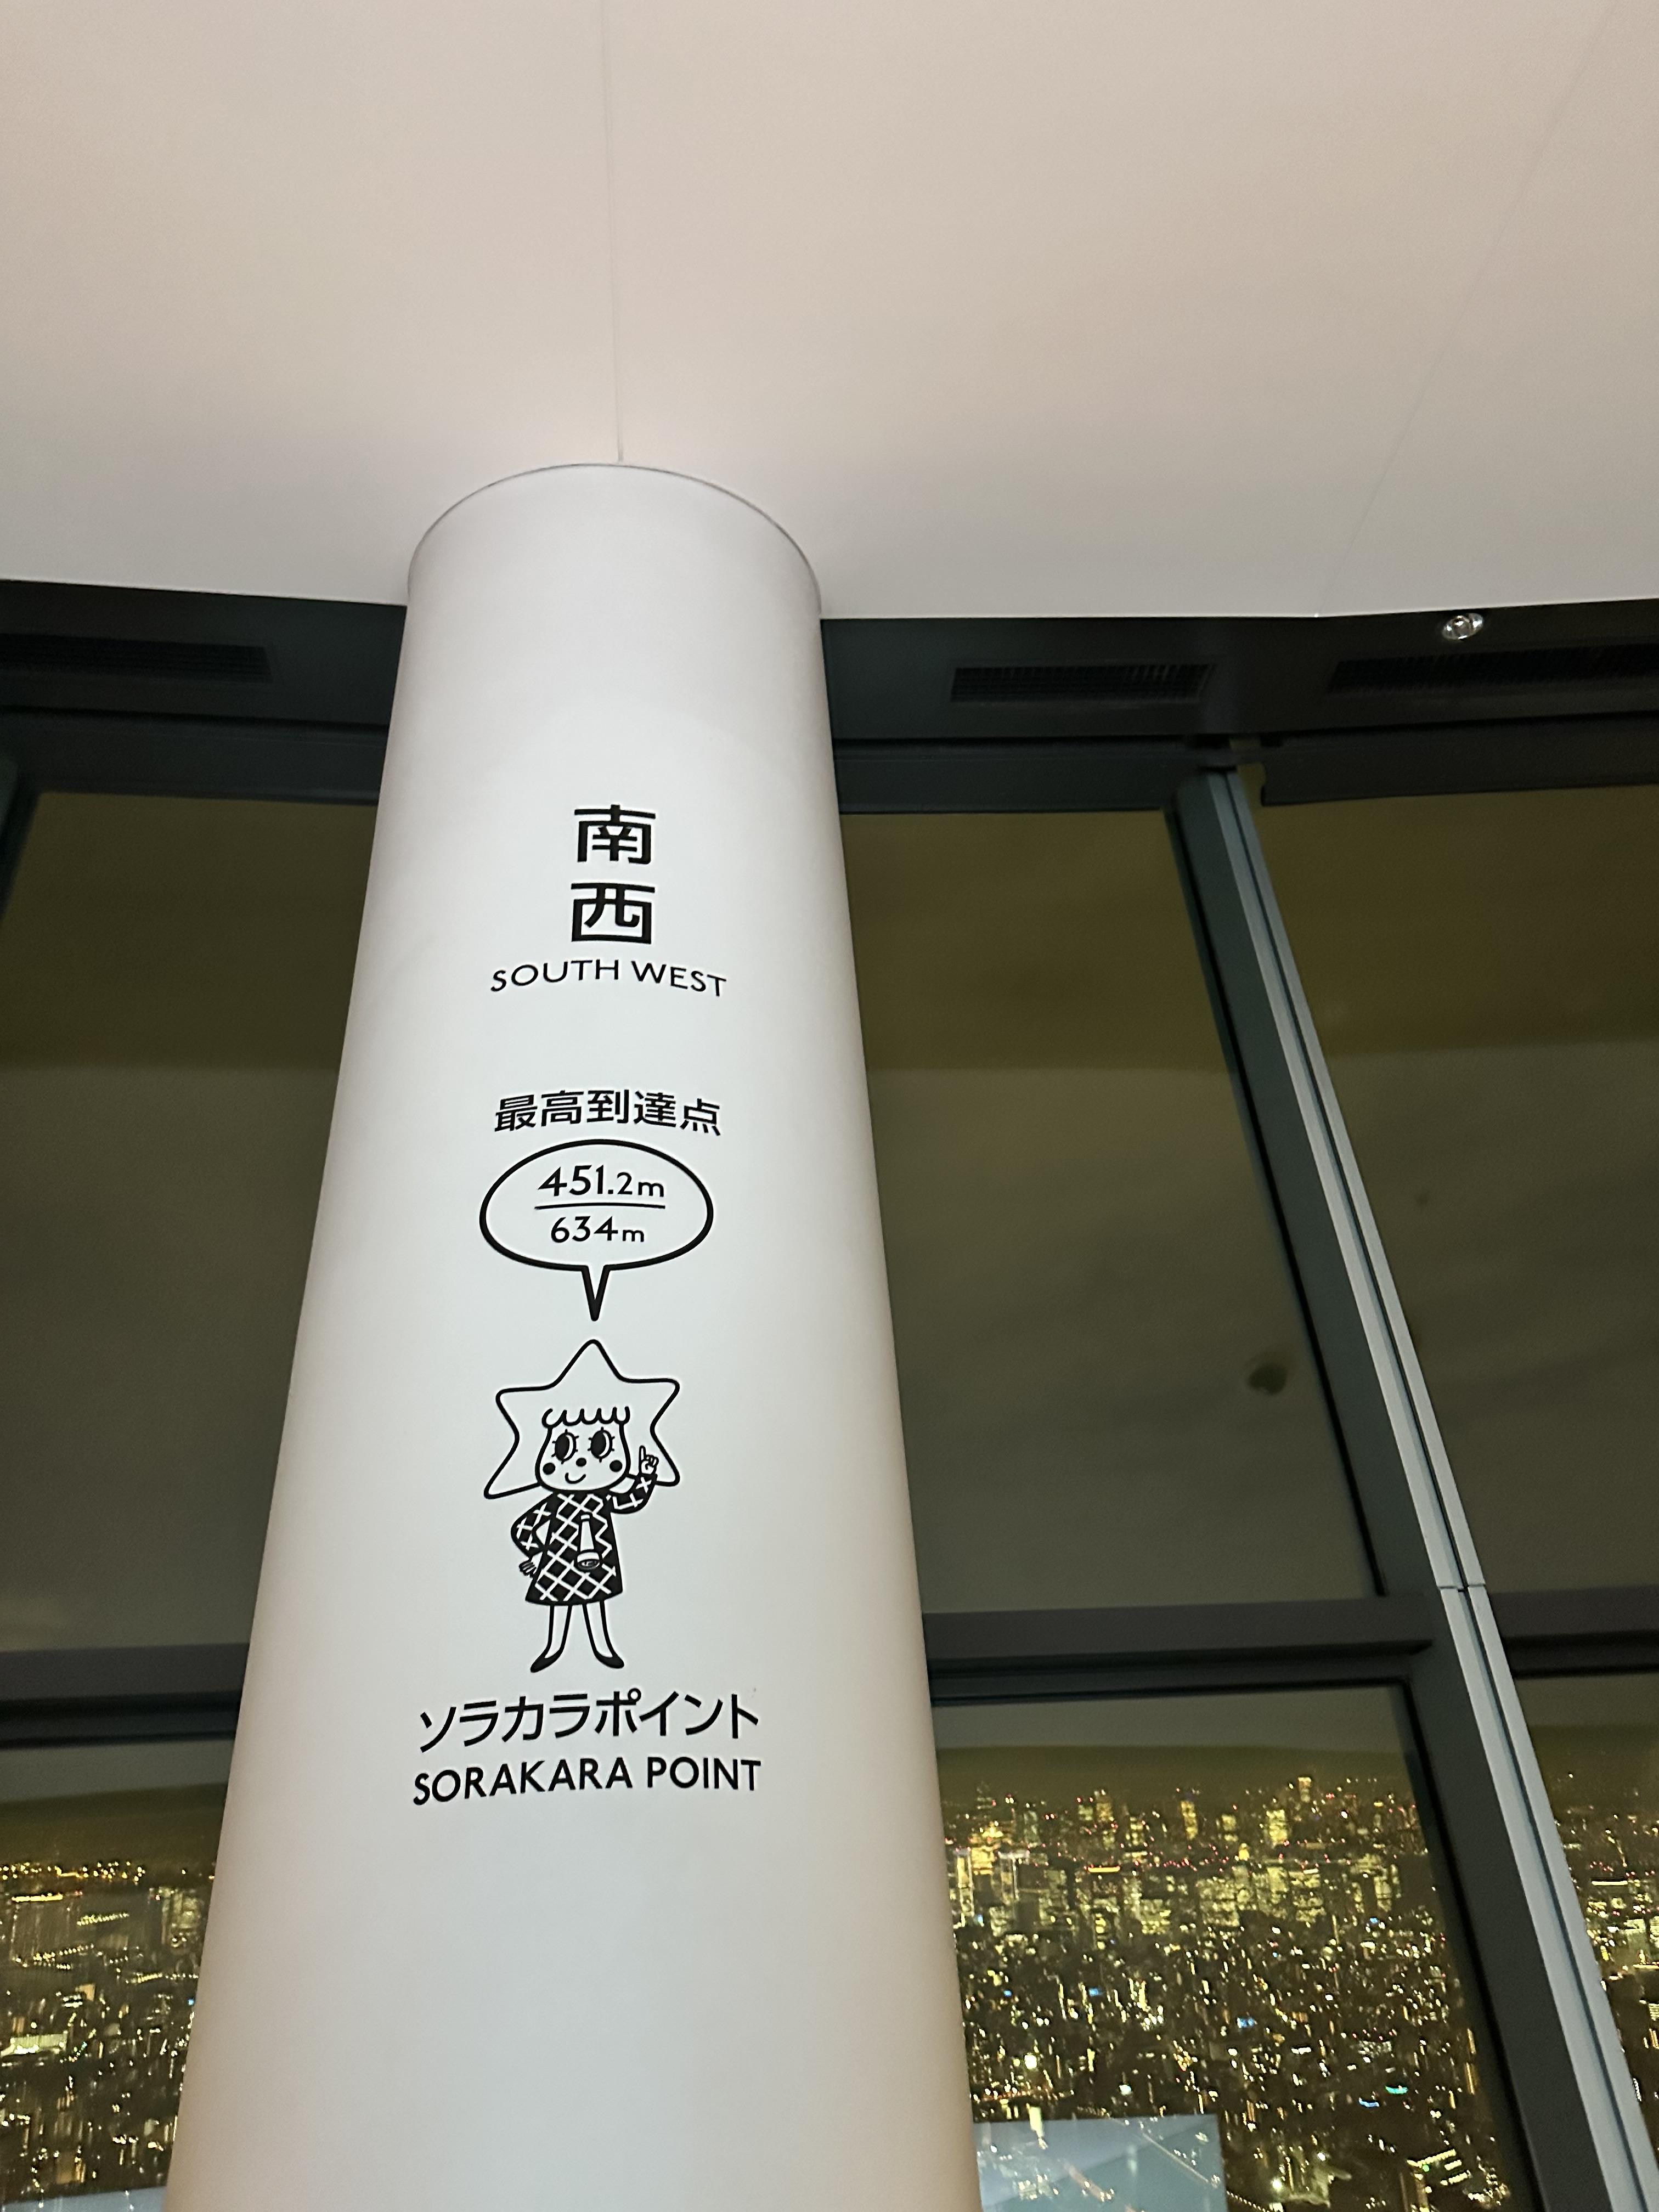 南
西
SOUTH WEST
最高到達点
451.2m
634m
ソラカラポイント
SORAKARA POINT